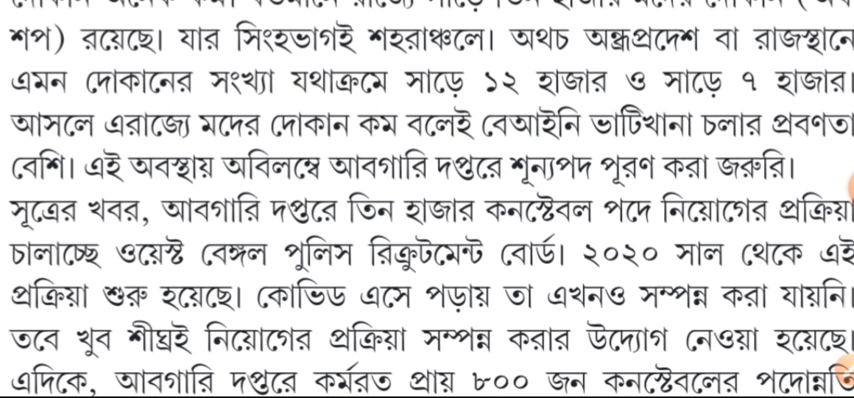 শপ) রয়েছে। যার সিংহভাগই শহরাঞ্চলে। অথচ অন্ধ্রপ্রদেশ বা রাজস্থানে
এমন দোকানের সংখ্যা যথাক্রমে সাড়ে ১২ হাজার ও সাড়ে ৭ হাজার।
আসলে এরাজ্যে মদের দোকান কম বলেই বেআইনি ভাটিখানা চলার প্রবণতা
বেশি। এই অবস্থায় অবিলম্বে আবগারি দপ্তরে শূন্যপদ পূরণ করা জরুরি।
সূত্রের খবর, আবগারি দপ্তরে তিন হাজার কনস্টেবল পদে নিয়োগের প্রক্রিয়া
চালাচ্ছে ওয়েস্ট বেঙ্গল পুলিস রিক্রুটমেন্ট বোর্ড। ২০২০ সাল থেকে এই
প্রক্রিয়া শুরু হয়েছে। কোভিড এসে পড়ায় তা এখনও সম্পন্ন করা যায়নি।
তবে খুব শীঘ্রই নিয়োগের প্রক্রিয়া সম্পন্ন করার উদ্যোগ নেওয়া হয়েছে।
এদিকে, আবগারি দপ্তরে কর্মরত প্রায় ৮০০ জন কনস্টেবলের পদোন্নতি